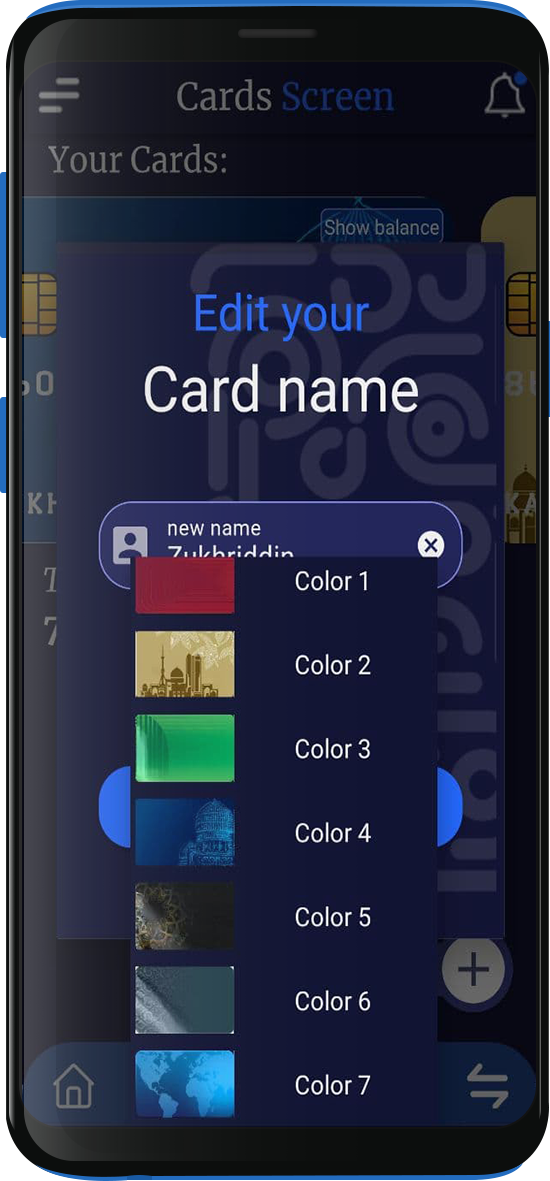 Cards Screen
Your Cards:
Show balance
Edit your
Card name
new name
Zukhriddin
Color 1
Color 2
Color 3
Color 4
Color 5
Color 6
Color 7